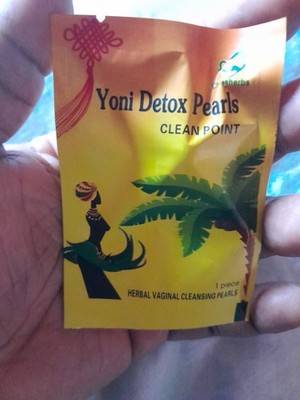 Yoni Detox Pearls
CLEAN POINT
1 piece
HERBAL VAGINAL CLEANSING PEARLS